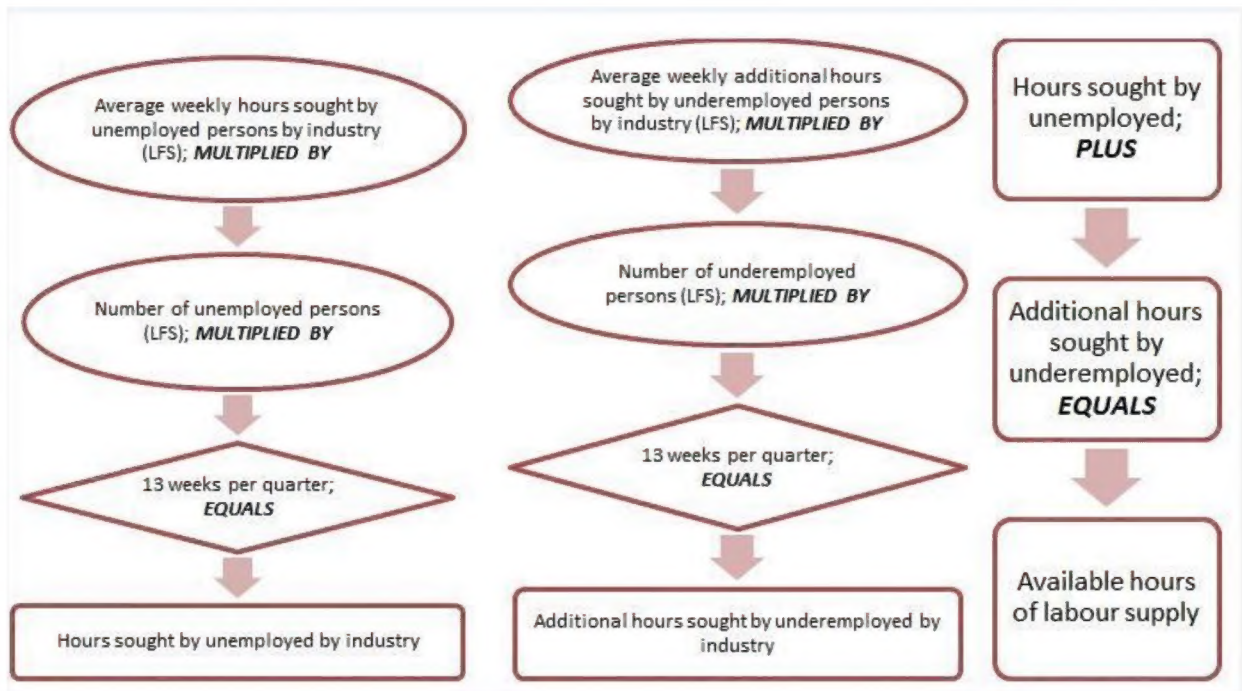 Average weekly hours sought by
unemployed persons by industry
(LFS); MULTIPLIED BY
Number of unemployed persons
(LFS); MULTIPLIED BY
13 weeks per quarter;
EQUALS
Hours sought by unemployed by industry
Average weekly additional hours
sought by underemployed persons
by industry (LFS); MULTIPLIED BY
Number of underemployed
persons (LFS); MULTIPLIED BY
13 weeks per quarter;
EQUALS
Additional hours sought by underemployed by
industry
Hours sought by
unemployed;
PLUS
Additional hours
sought by
underemployed;
EQUALS
Available hours
of labour supply